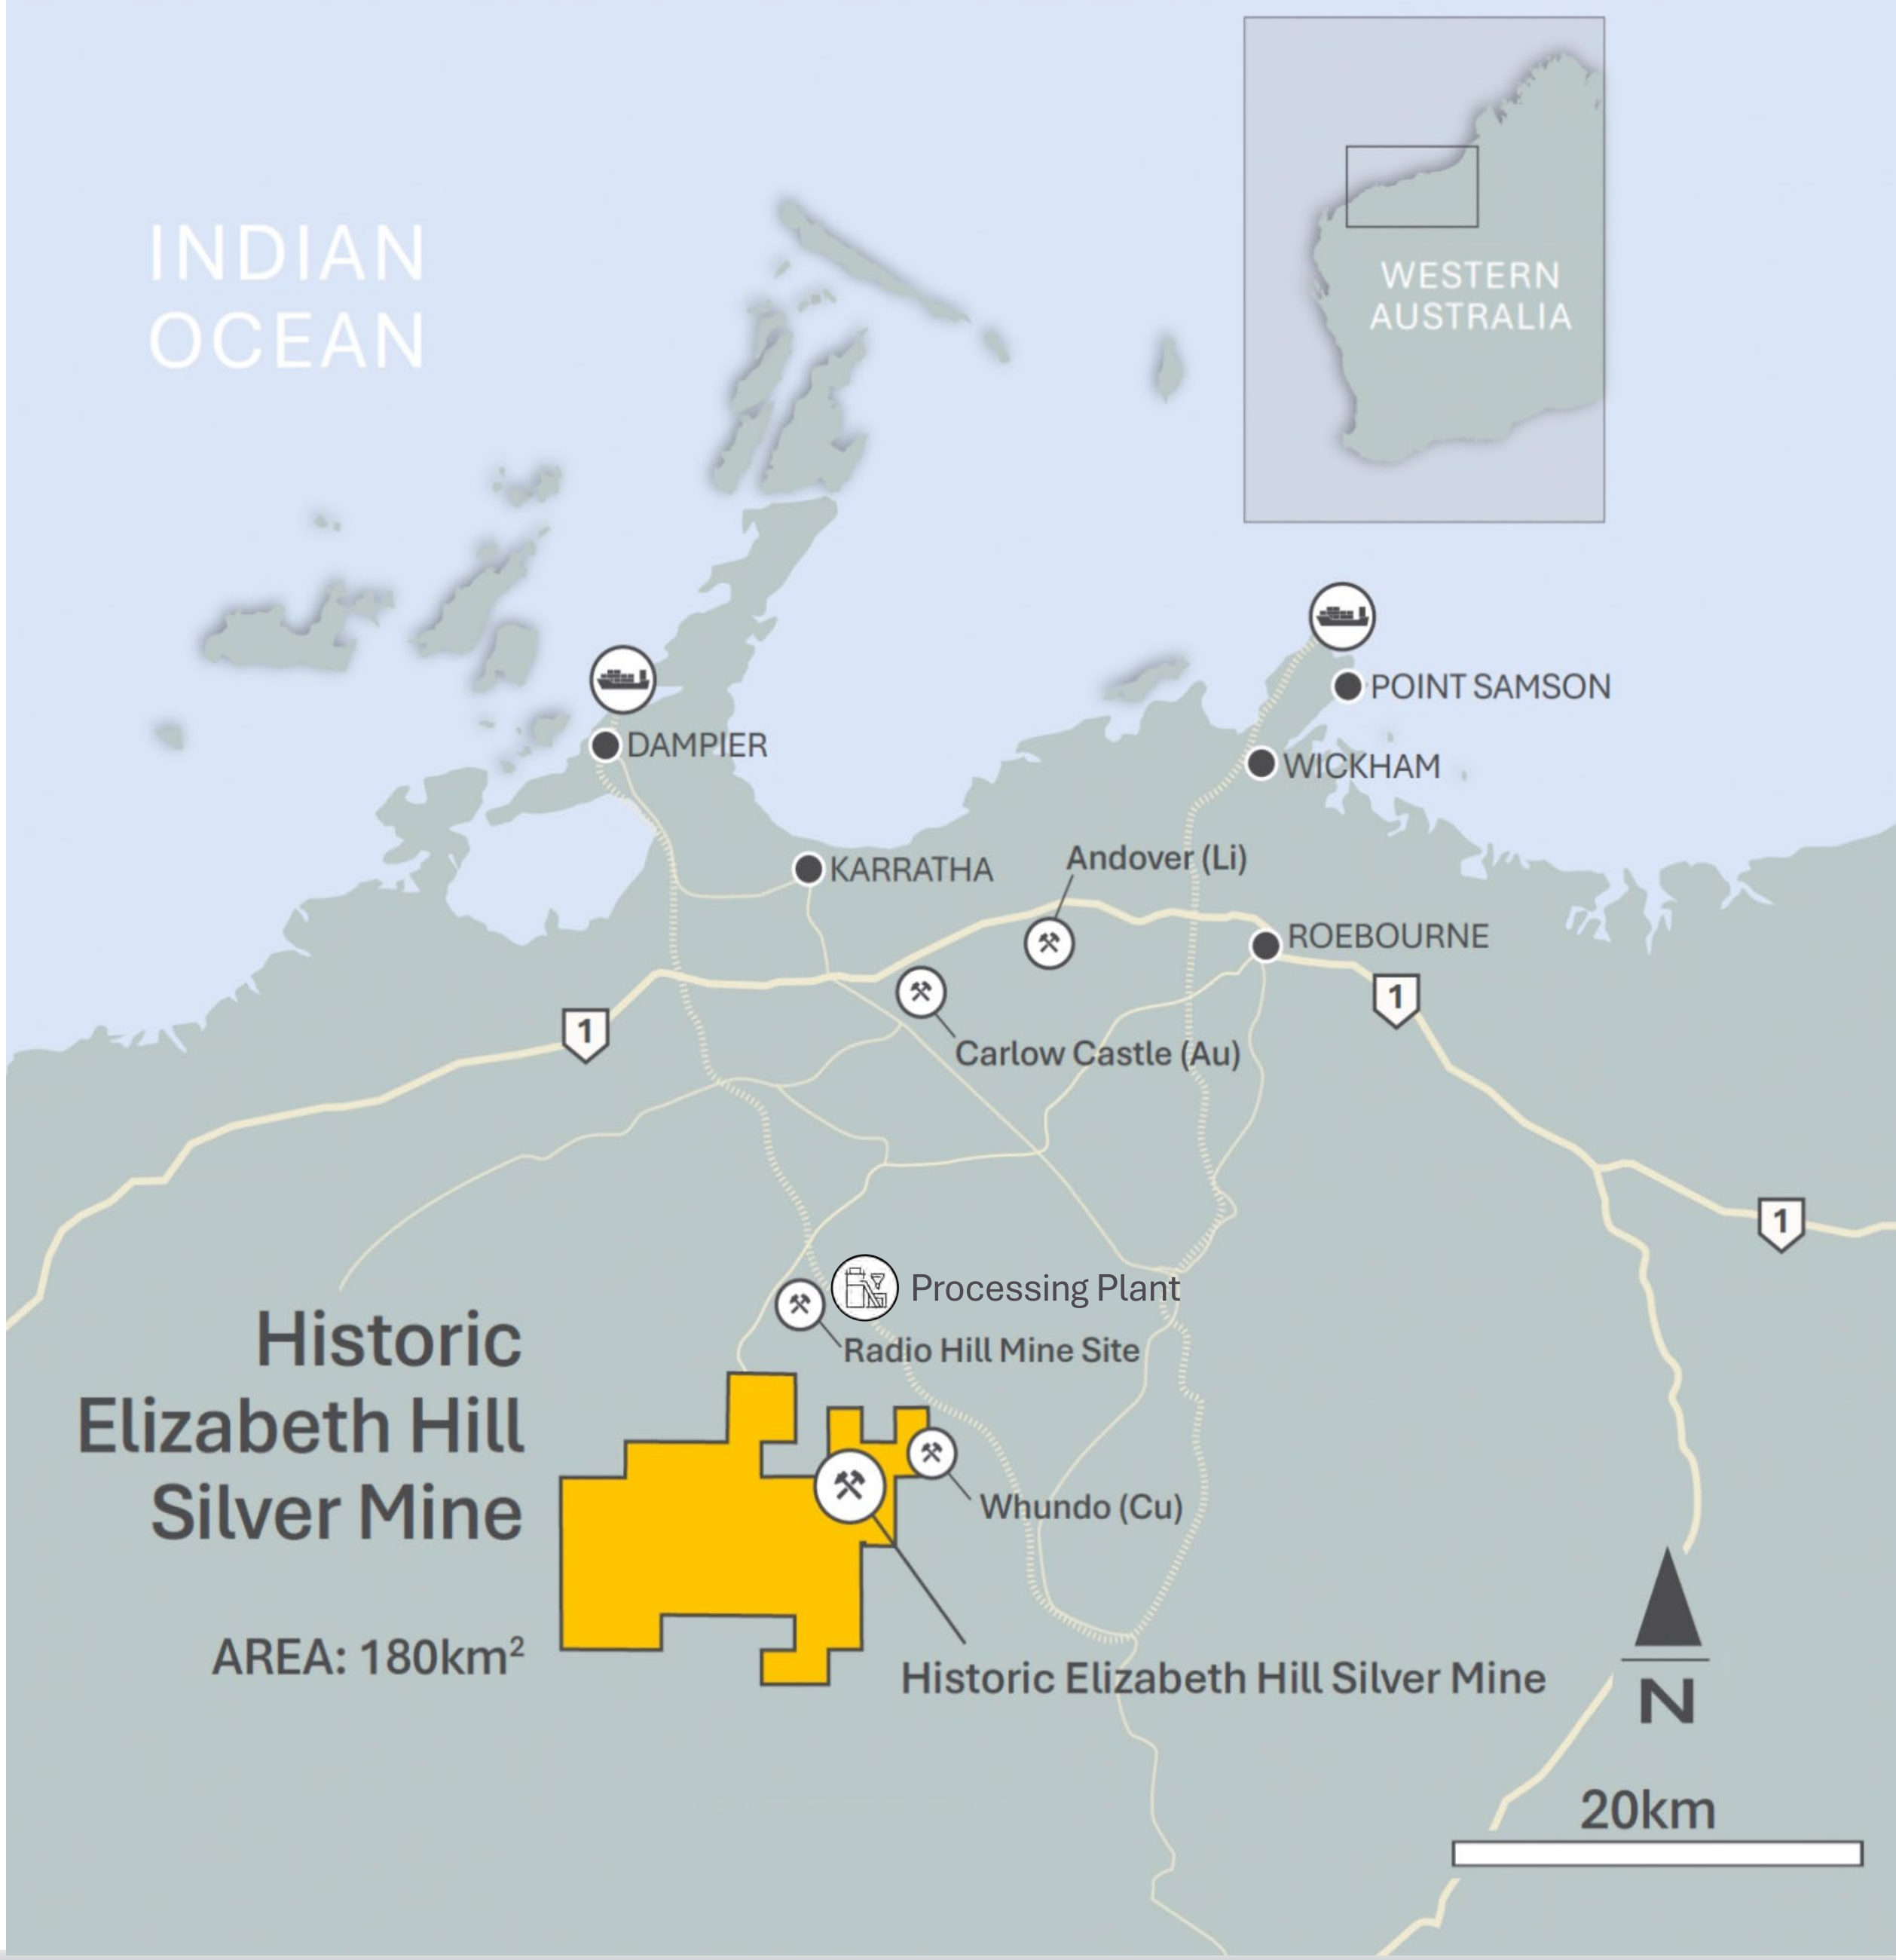 INDIAN
OCEAN
WESTERN
AUSTRALIA
POINT SAMSON
DAMPIER
WICKHAM
KARRATHA
Andover (Li)
ROEBOURNE
1
1
Carlow Castle (Au)
1
Processing Plant
Radio Hill Mine Site
Historic
Elizabeth Hill
Silver Mine
AREA: 180km²
Whundo (Cu)
Historic Elizabeth Hill Silver Mine
N
20km